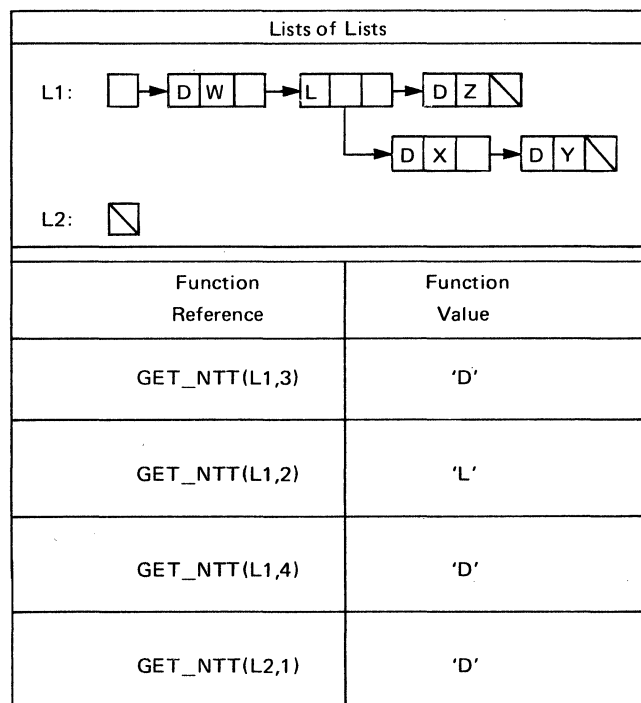 Lists of Lists
L1: D W L D Z
D X D Y
L2:
Function Reference Function Value
GET_NTT(L1,3) 'D'
GET_NTT(L1,2) 'L'
GET_NTT(L1,4) 'D'
GET_NTT(L2,1) 'D'